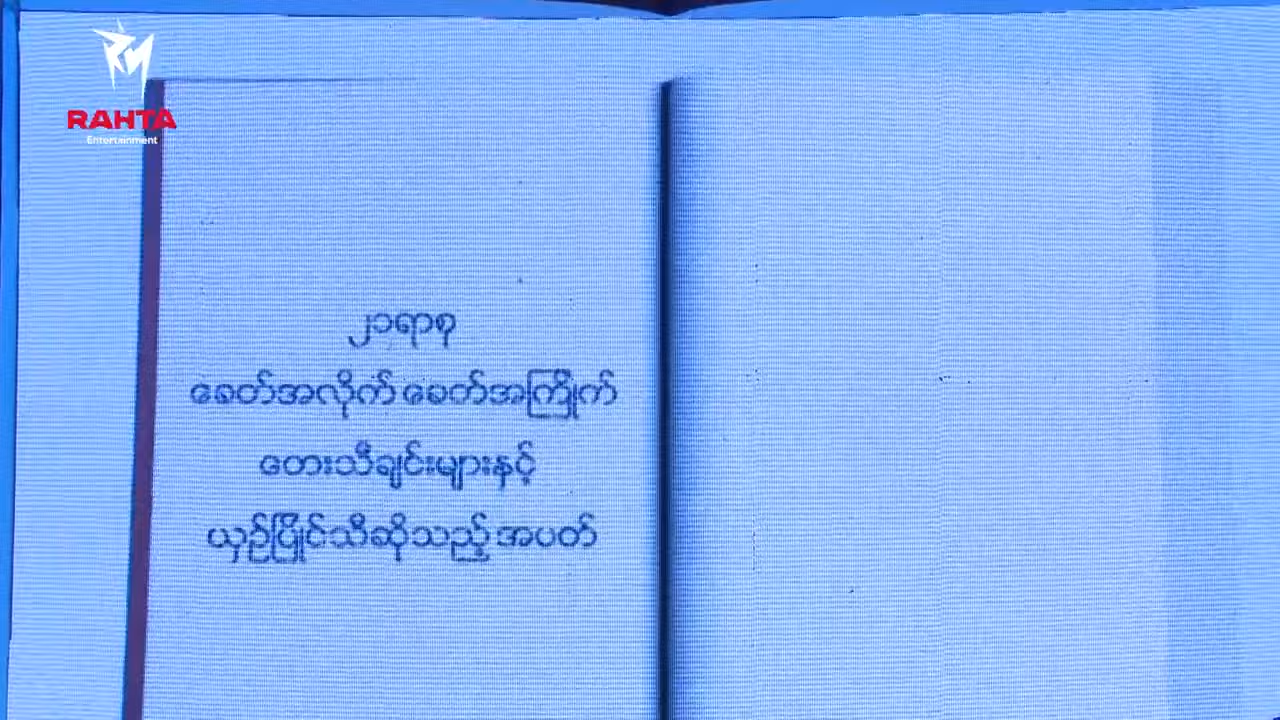 RAHTA
Entertainment
၂၁ရာစု
ခေတ်အလိုက် ခေတ်အကြိုက်
တေးသီချင်းများနှင့်
ယှဉ်ပြိုင်သီဆိုသည့် အပတ်